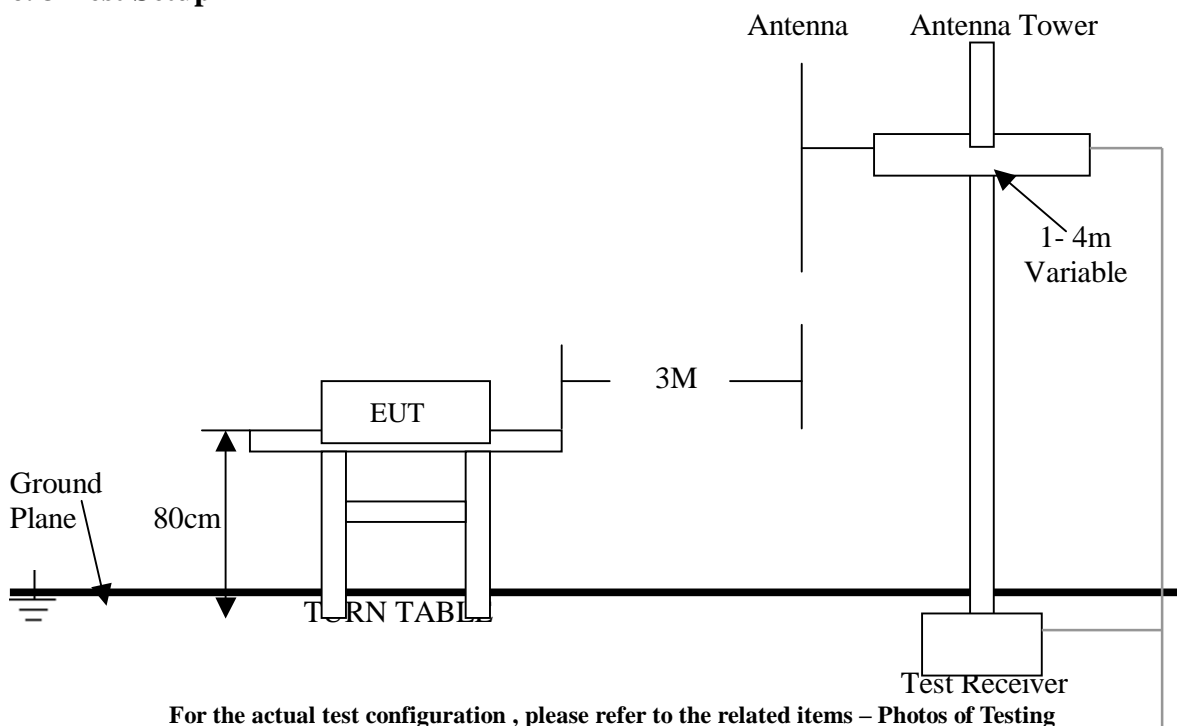 Antenna Antenna Tower
1- 4m
Variable
3M
EUT
Ground
Plane
80cm
TURN TABLE
Test Receiver
For the actual test configuration , please refer to the related items – Photos of Testing